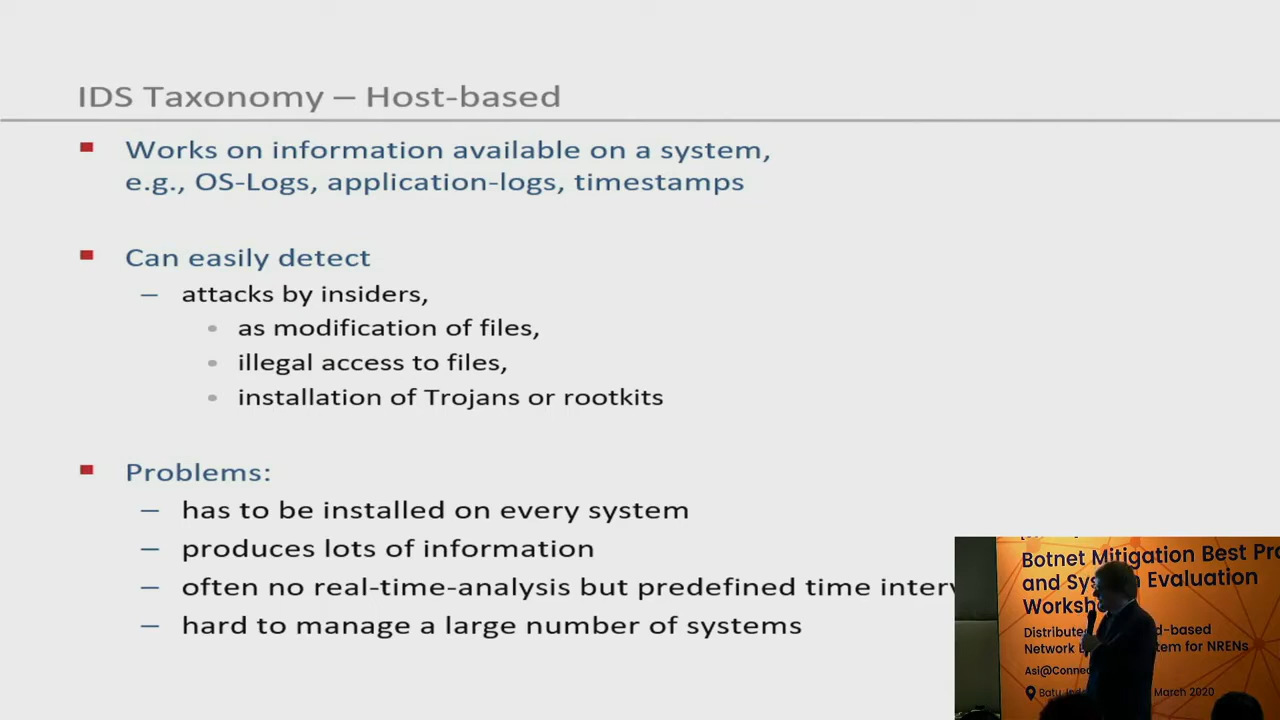 IDS Taxonomy – Host-based
Works on information available on a system,
e.g., OS-Logs, application-logs, timestamps
Can easily detect
– attacks by insiders,
as modification of files,
illegal access to files,
installation of Trojans or rootkits
Problems:
– has to be installed on every system
– produces lots of information
– often no real-time-analysis but predefined time
– hard to manage a large number of systems
Botnet Mitigation Best
and Evaluation
Network for NRENs
March 2020